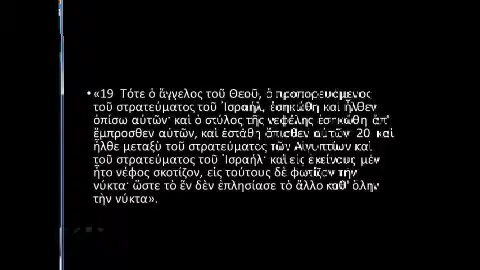 • «19 Τότε ὁ ἄγγελος τοῦ Θεοῦ, ὁ προπορευόμενος
τοῦ στρατεύματος τοῦ Ἰσραήλ, ἐσηκώθη καὶ ἦλθεν
ὀπίσω αὐτῶν· καὶ ὁ στύλος τῆς νεφέλης ἐσηκώθη ἀπ'
ἔμπροσθεν αὐτῶν, καὶ ἐστάθη ὄπισθεν αὐτῶν· 20 καὶ
ἦλθε μεταξὺ τοῦ στρατεύματος τῶν Αἰγυπτίων καὶ
τοῦ στρατεύματος τοῦ Ἰσραήλ· καὶ εἰς ἐκείνους μὲν
ἦτο νέφος σκοτίζον, εἰς τούτους δὲ φωτίζον τὴν
νύκτα· ὥστε τὸ ἓν δὲν ἐπλησίασε τὸ ἄλλο καθ' ὅλην
τὴν νύκτα».